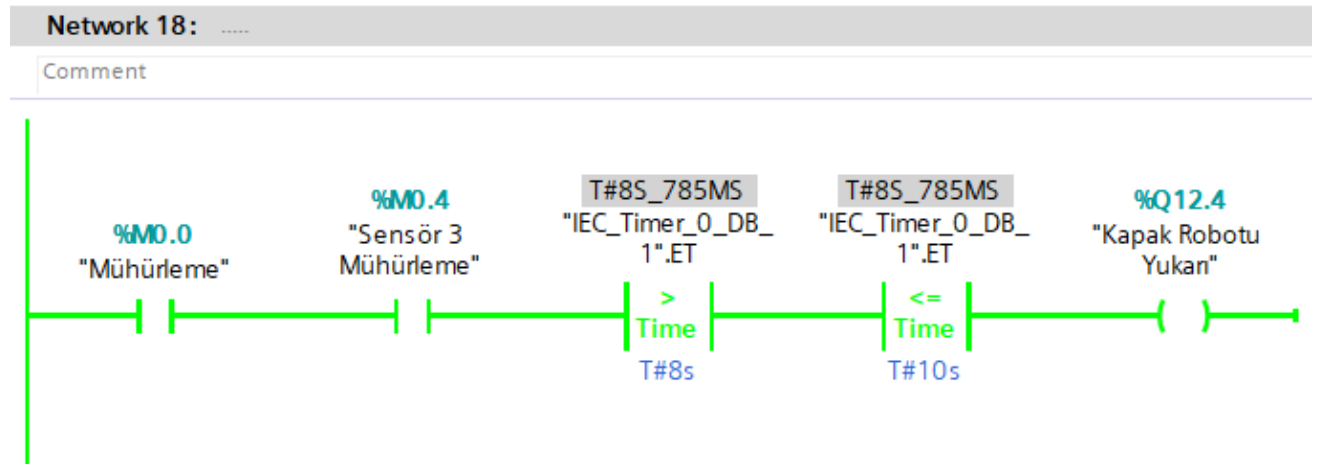 Network 18: .....
Comment
%M0.0
"Mühürleme"
%M0.4
"Sensör 3
Mühürleme"
T#8S_785MS
"IEC_Timer_0_DB_
1".ET
>
Time
T#8s
T#8S_785MS
"IEC_Timer_0_DB_
1".ET
<=
Time
T#10s
%Q12.4
"Kapak Robotu
Yukarı"